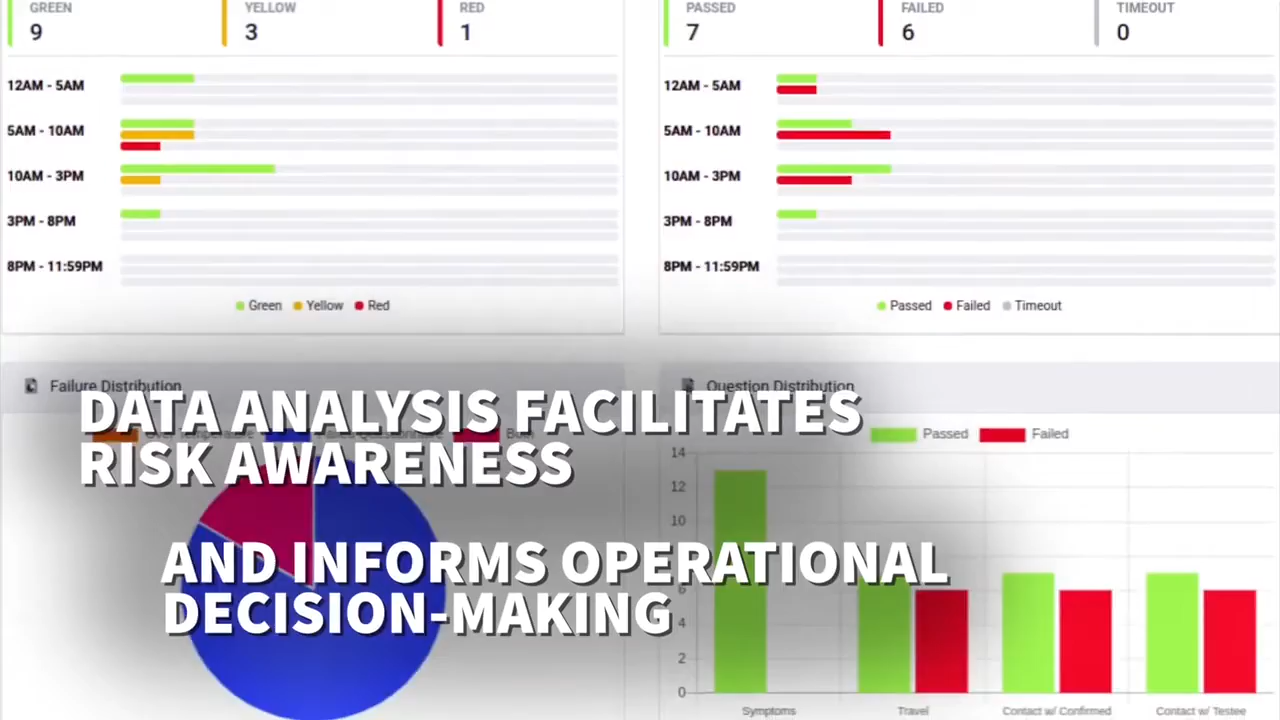 GREEN YELLOW RED
9 3 1
12AM - 5AM
5AM - 10AM
10AM - 3PM
3PM - 8PM
8PM - 11:59PM
Green Yellow Red
PASSED FAILED TIMEOUT
7 6 0
12AM - 5AM
5AM - 10AM
10AM - 3PM
3PM - 8PM
8PM - 11:59PM
Passed Failed Timeout
Failure Distribution
Question Distribution
DATA ANALYSIS FACILITATES
RISK AWARENESS
AND INFORMS OPERATIONAL
DECISION-MAKING
Passed Failed
14
12
10
6
4
2
0
Symptoms Travel Contact w/ Confirmed Contact w/ Testee